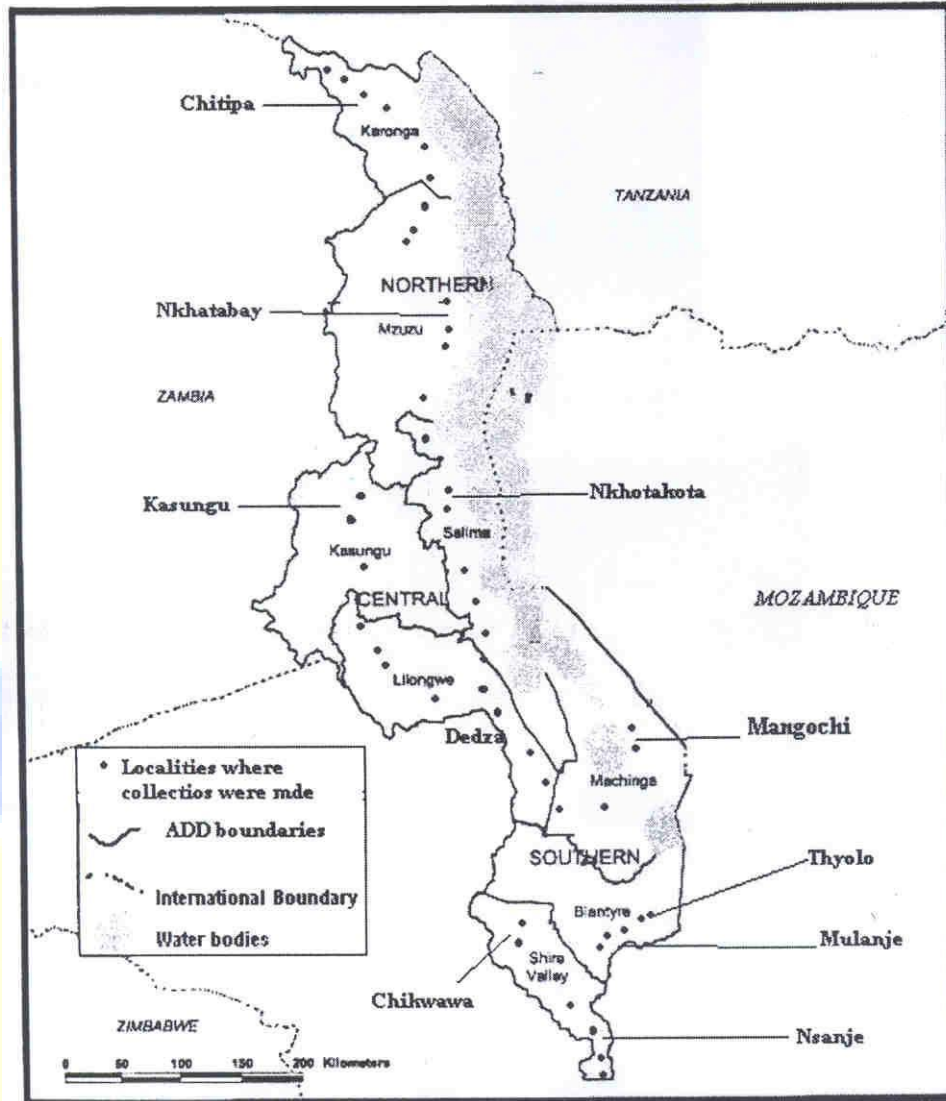 Chitipa
Karonga
TANZANIA
NORTHERN
Nkhatabay
Mzuzu
ZAMBIA
Kasungu
Nkhotakota
Salima
Kasungu
CENTRAL
MOZAMBIQUE
Lilongwe
Dedza
Mangochi
Machinga
Localities where
collectios were mde
ADD boundaries
International Boundary
Water bodies
SOUTHERN
Thyolo
Blantyre
Mulanje
Shire
Valley
Chikwawa
Nsanje
ZIMBABWE
0 50 100 150 200 Kilometers